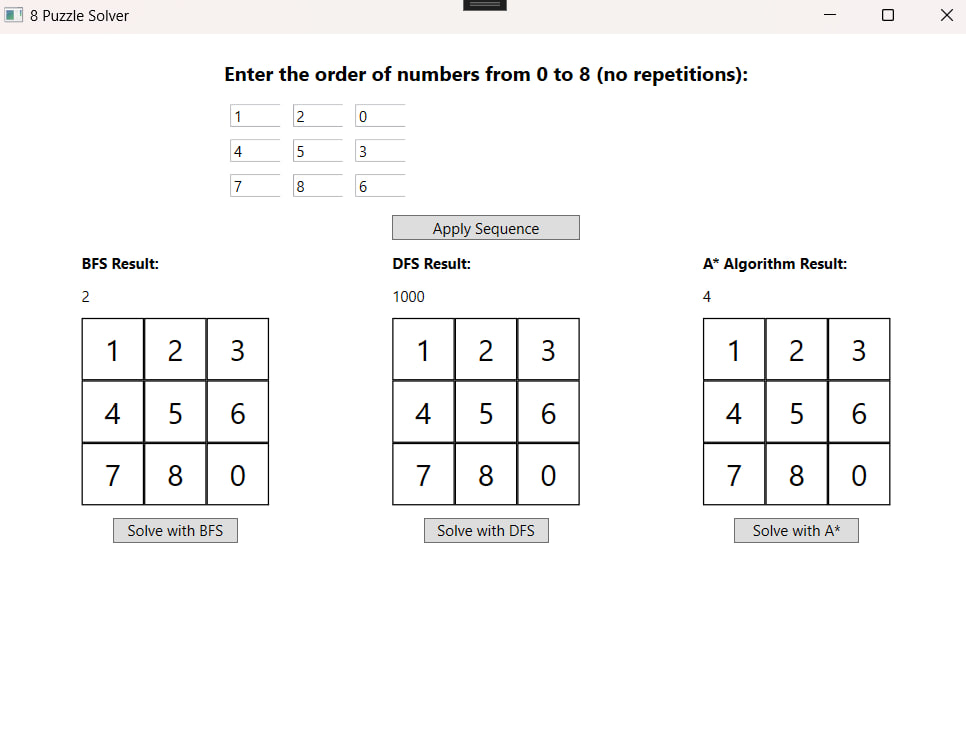 8 Puzzle Solver
Enter the order of numbers from 0 to 8 (no repetitions):
1 2 0
4 5 3
7 8 6
Apply Sequence
BFS Result: DFS Result: A* Algorithm Result:
2 1000 4
1 2 3 1 2 3 1 2 3
4 5 6 4 5 6 4 5 6
7 8 0 7 8 0 7 8 0
Solve with BFS Solve with DFS Solve with A*